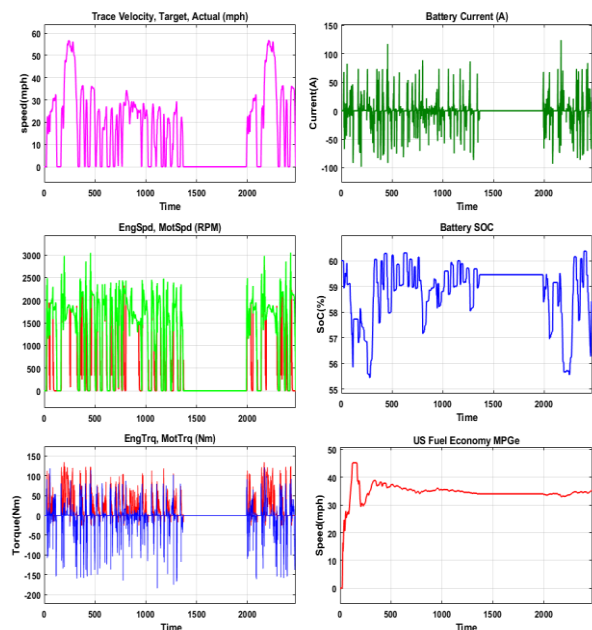 Trace Velocity, Target, Actual (mph)
speed(mph)
60
50
40
30
20
10
0
0 500 1000 1500 2000
Time
Battery Current (A)
Current(A)
150
100
50
0
-50
-100
0 500 1000 1500 2000
Time
EngSpd, MotSpd (RPM)
3000
2500
2000
1500
1000
500
0
0 500 1000 1500 2000
Time
Battery SOC
SoC(%)
60
59
58
57
56
55
0 500 1000 1500 2000
Time
EngTrq, MotTrq (Nm)
Torque(Nm)
150
100
50
0
-50
-100
-150
-200
0 500 1000 1500 2000
Time
US Fuel Economy MPGe
Speed(mph)
50
40
30
20
10
0
0 500 1000 1500 2000
Time